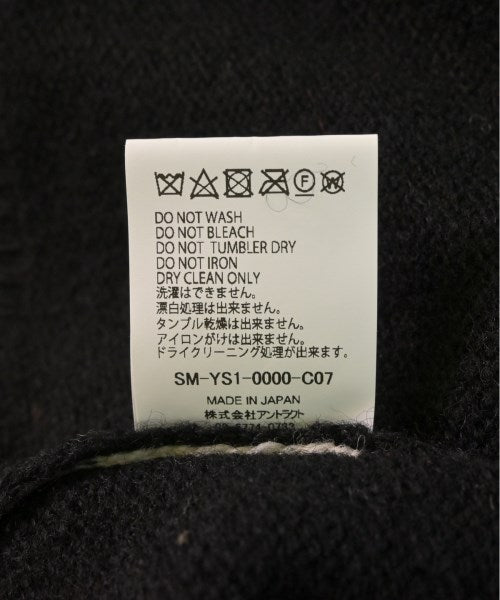 F W
DO NOT WASH
DO NOT BLEACH
DO NOT TUMBLER DRY
DO NOT IRON
DRY CLEAN ONLY
洗濯はできません。
漂白処理は出来ません。
タンブル乾燥は出来ません。
アイロンがけは出来ません。
ドライクリーニング処理が出来ます。
SM-YS1-0000-C07
MADE IN JAPAN
株式会社アントラクト